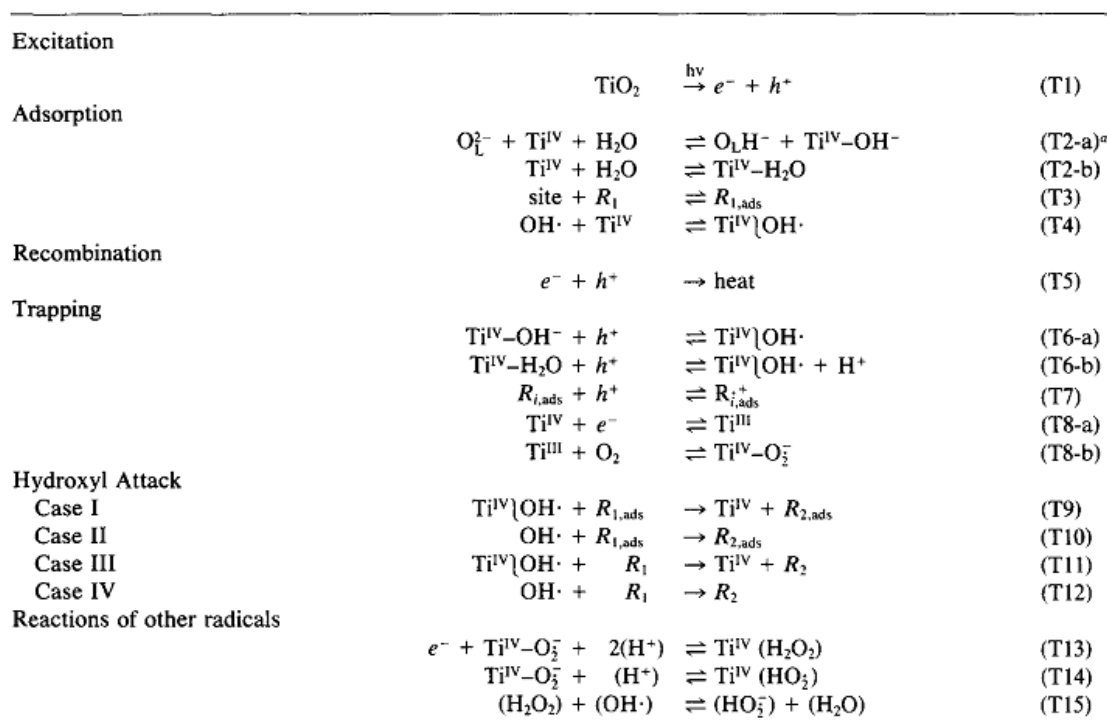 Excitation
TiO₂ →^hν e⁻ + h⁺ (T1)
Adsorption
O_L²⁻ + Ti^IV + H₂O ⇌ O_LH⁻ + Ti^IV–OH⁻ (T2-a)ᵃ
Ti^IV + H₂O ⇌ Ti^IV–H₂O (T2-b)
site + R₁ ⇌ R₁,ads (T3)
OH· + Ti^IV ⇌ Ti^IV}OH· (T4)
Recombination
e⁻ + h⁺ → heat (T5)
Trapping
Ti^IV–OH⁻ + h⁺ ⇌ Ti^IV}OH· (T6-a)
Ti^IV–H₂O + h⁺ ⇌ Ti^IV}OH· + H⁺ (T6-b)
R_i,ads + h⁺ ⇌ R⁺_i,ads (T7)
Ti^IV + e⁻ ⇌ Ti^III (T8-a)
Ti^III + O₂ ⇌ Ti^IV–O₂⁻ (T8-b)
Hydroxyl Attack
Case I Ti^IV}OH· + R₁,ads → Ti^IV + R₂,ads (T9)
Case II OH· + R₁,ads → R₂,ads (T10)
Case III Ti^IV}OH· + R₁ → Ti^IV + R₂ (T11)
Case IV OH· + R₁ → R₂ (T12)
Reactions of other radicals
e⁻ + Ti^IV–O₂⁻ + 2(H⁺) ⇌ Ti^IV (H₂O₂) (T13)
Ti^IV–O₂⁻ + (H⁺) ⇌ Ti^IV (HO₂·) (T14)
(H₂O₂) + (OH·) ⇌ (HO₂⁻) + (H₂O) (T15)